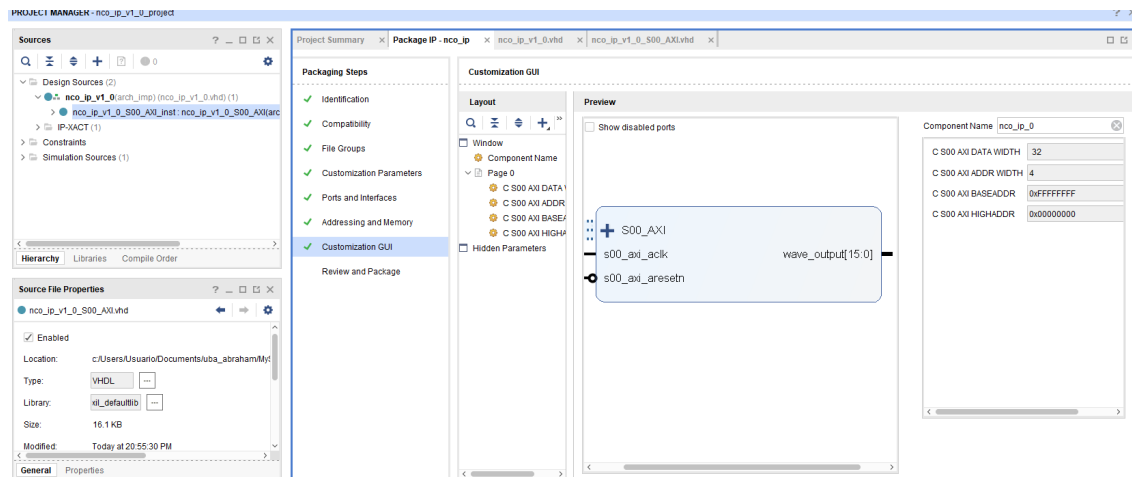 PROJECT MANAGER - nco_ip_v1_0_project
Sources
Design Sources (2)
nco_ip_v1_0(arch_imp) (nco_ip_v1_0.vhd) (1)
nco_ip_v1_0_S00_AXI_inst : nco_ip_v1_0_S00_AXI(arc
IP-XACT (1)
Constraints
Simulation Sources (1)
Hierarchy Libraries Compile Order
Source File Properties
nco_ip_v1_0_S00_AXI.vhd
Enabled
Location: c:/Users/Usuario/Documents/uba_abraham/MyS
Type: VHDL
Library: xil_defaultlib
Size: 16.1 KB
Modified: Today at 20:55:30 PM
General Properties
Project Summary Package IP - nco_ip nco_ip_v1_0.vhd nco_ip_v1_0_S00_AXI.vhd
Packaging Steps
Identification
Compatibility
File Groups
Customization Parameters
Ports and Interfaces
Addressing and Memory
Customization GUI
Review and Package
Customization GUI
Layout
Window
Component Name
Page 0
C S00 AXI DATA
C S00 AXI ADDR
C S00 AXI BASEA
C S00 AXI HIGHA
Hidden Parameters
Preview
Show disabled ports
S00_AXI
s00_axi_aclk wave_output[15:0]
s00_axi_aresetn
Component Name nco_ip_0
C S00 AXI DATA WIDTH 32
C S00 AXI ADDR WIDTH 4
C S00 AXI BASEADDR 0xFFFFFFFF
C S00 AXI HIGHADDR 0x00000000